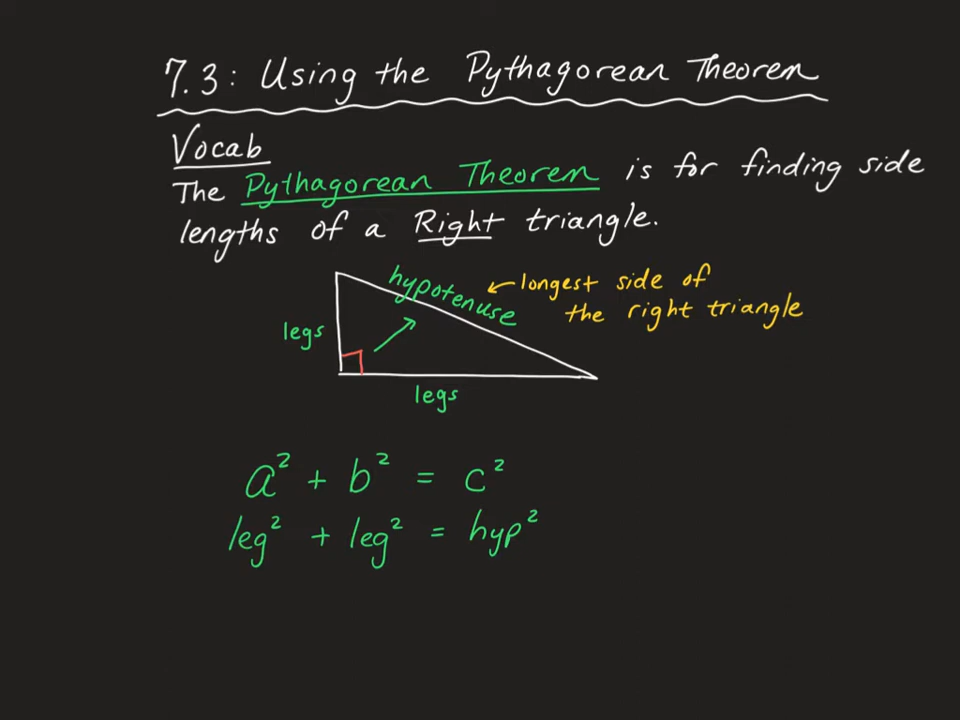 7.3: Using the Pythagorean Theorem
Vocab
The Pythagorean Theorem is for finding side
lengths of a Right triangle.
hypotenuse
longest side of
the right triangle
legs
legs
a² + b² = c²
leg² + leg² = hyp²